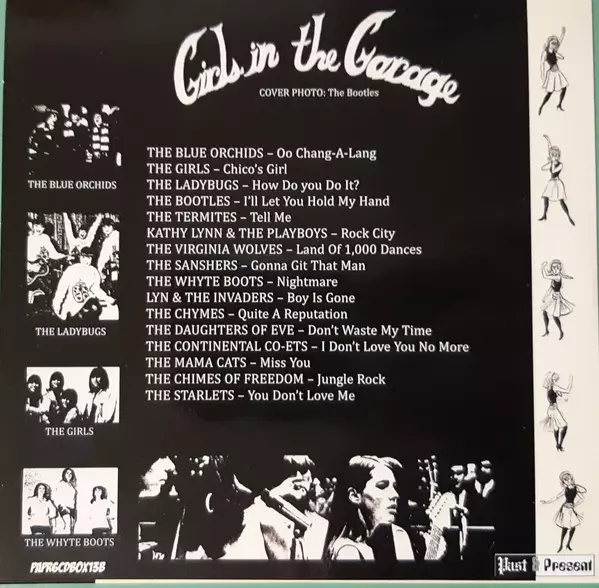 Girls in the Garage
COVER PHOTO: The Bootles
THE BLUE ORCHIDS – Oo Chang-A-Lang
THE GIRLS – Chico's Girl
THE LADYBUGS – How Do you Do It?
THE BOOTLES – I'll Let You Hold My Hand
THE TERMITES – Tell Me
KATHY LYNN & THE PLAYBOYS – Rock City
THE VIRGINIA WOLVES – Land Of 1,000 Dances
THE SANSHERS – Gonna Git That Man
THE WHYTE BOOTS – Nightmare
LYN & THE INVADERS – Boy Is Gone
THE CHYMES – Quite A Reputation
THE DAUGHTERS OF EVE – Don't Waste My Time
THE CONTINENTAL CO-ETS – I Don't Love You No More
THE MAMA CATS – Miss You
THE CHIMES OF FREEDOM – Jungle Rock
THE STARLETS – You Don't Love Me
THE BLUE ORCHIDS
THE LADYBUGS
THE GIRLS
THE WHYTE BOOTS
PAPR6CDBOX13B
Past & Present